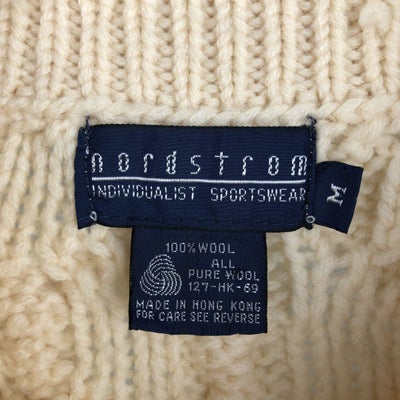 nordstrom
INDIVIDUALIST SPORTSWEAR
M
100% WOOL
ALL
PURE WOOL
127-HK-69
MADE IN HONG KONG
FOR CARE SEE REVERSE